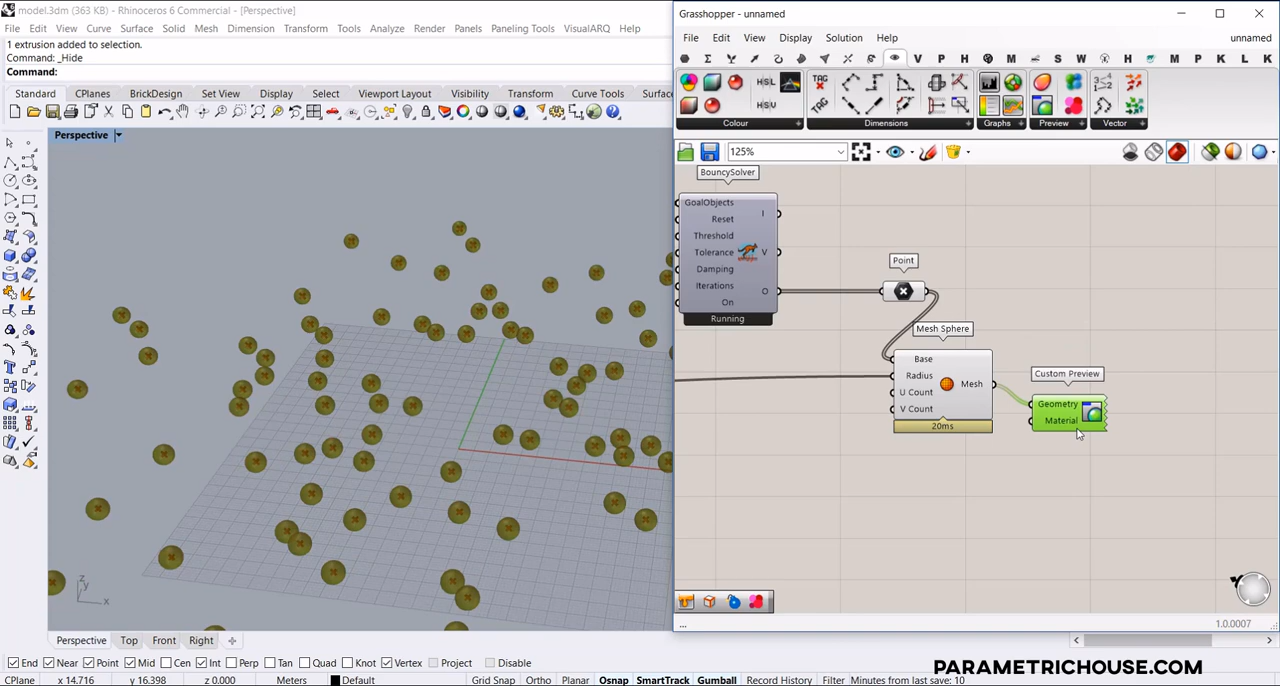 model.3dm (363 KB) - Rhinoceros 6 Commercial - [Perspective]
File Edit View Curve Surface Solid Mesh Dimension Transform Tools Analyze Render Panels Paneling Tools VisualARQ Help
1 extrusion added to selection.
Command: _Hide
Command:
Standard CPlanes BrickDesign Set View Display Select Viewport Layout Visibility Transform Curve Tools Surfac
Perspective
z
y
x
Perspective Top Front Right
End Near Point Mid Cen Int Perp Tan Quad Knot Vertex Project Disable
CPlane x 14.716 y 16.398 z 0.000 Meters Default Grid Snap Ortho Planar Osnap SmartTrack Gumball Record History Filter Minutes from last save: 10
Grasshopper - unnamed
File Edit View Display Solution Help unnamed
V P H M S W H T M K L K
HSL
HSV
TAG
TAG
Colour Dimensions Graphs Preview Vector
125%
BouncySolver
GoalObjects
Reset
Threshold
Tolerance
Damping
Iterations
On
I
V
O
Running
Point
Mesh Sphere
Base
Radius
U Count
V Count
Mesh
20ms
Custom Preview
Geometry
Material
...
1.0.0007
PARAMETRICHOUSE.COM